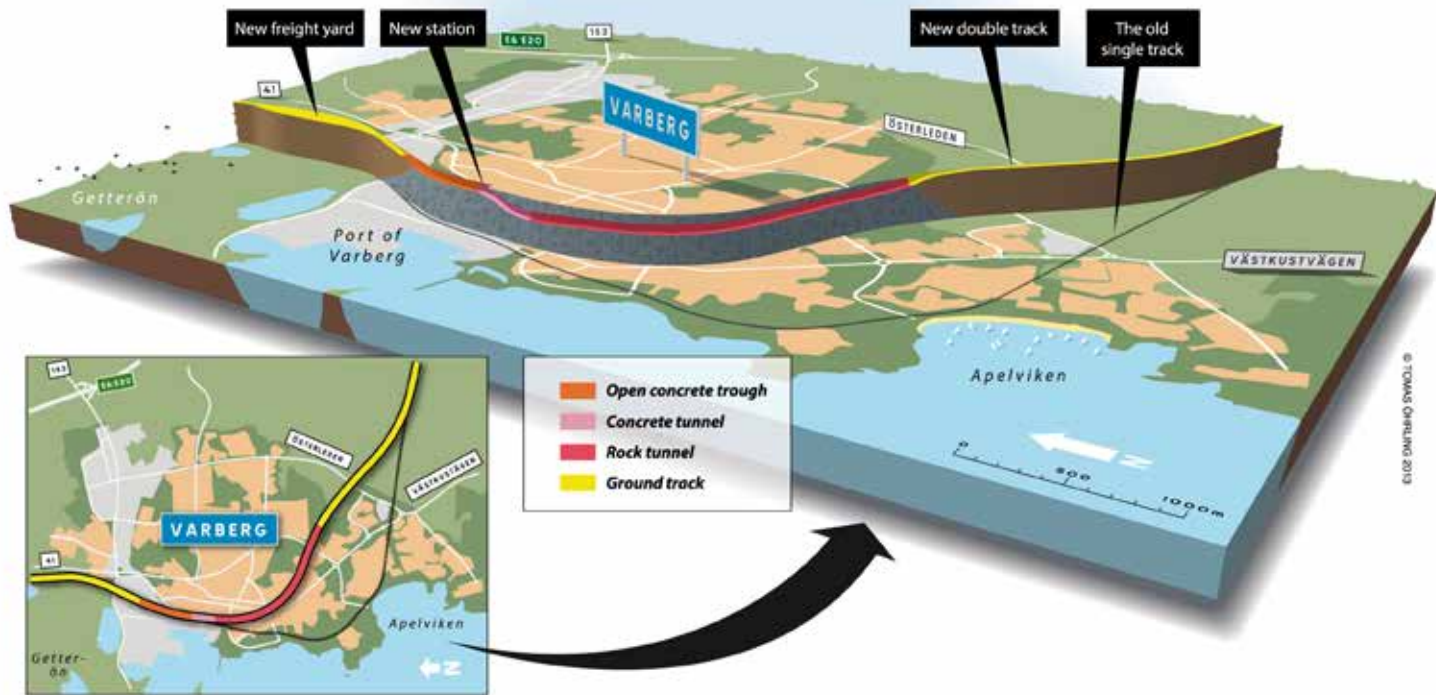 New freight yard
New station
New double track
The old
single track
153
E6 E20
41
VARBERG
ÖSTERLEDEN
Getterön
Port of
Varberg
VÄSTKUSTVÄGEN
Apelviken
N
0
500
1000m
© TOMAS ÖHRLING 2013
Open concrete trough
Concrete tunnel
Rock tunnel
Ground track
153
E6 E20
ÖSTERLEDEN
VÄSTKUSTÄGEN
VARBERG
41
Apelviken
Getter-
ön
N